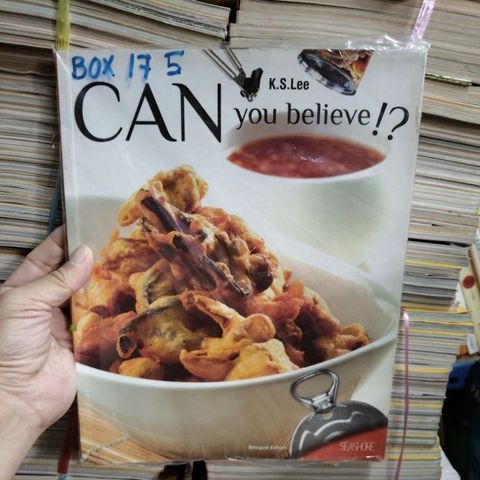 BOX 17 5
K.S.Lee
CAN you believe!?
Bilingual Edition
SEASHORE